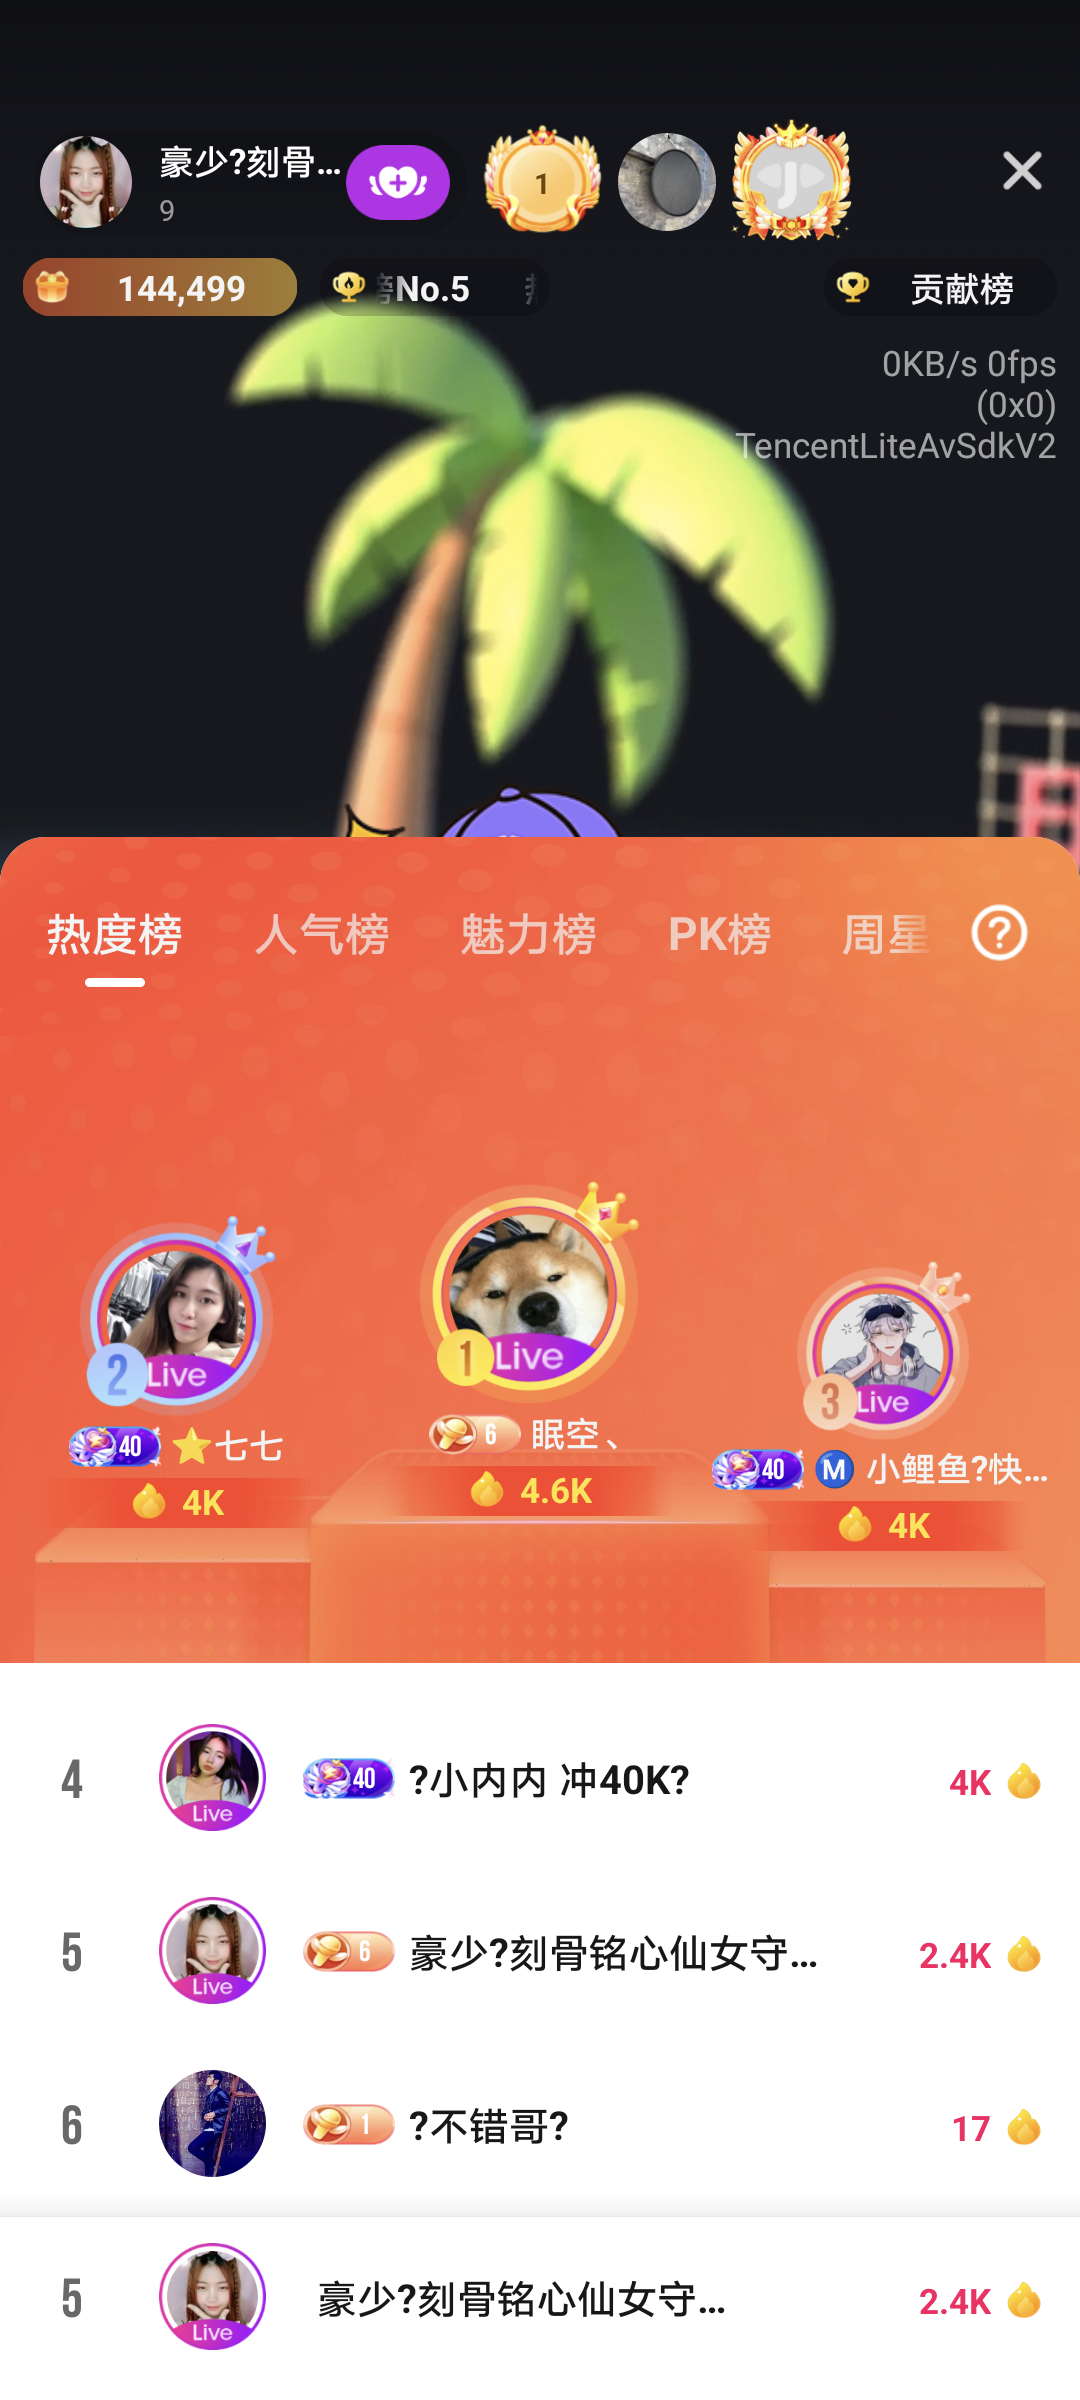 豪少?刻骨...
9
1
J
144,499
榜No.5
贡献榜
0KB/s 0fps
(0x0)
TencentLiteAvSdkV2
热度榜 人气榜 魅力榜 PK榜 周星 ?
1 Live
2 Live
3 Live
6 眠空、
4.6K
40 ⭐七七
4K
40 M 小鲤鱼?快...
4K
4 Live 40 ?小内内 冲40K? 4K
5 Live 6 豪少?刻骨铭心仙女守... 2.4K
6 1 ?不错哥? 17
5 Live 豪少?刻骨铭心仙女守... 2.4K